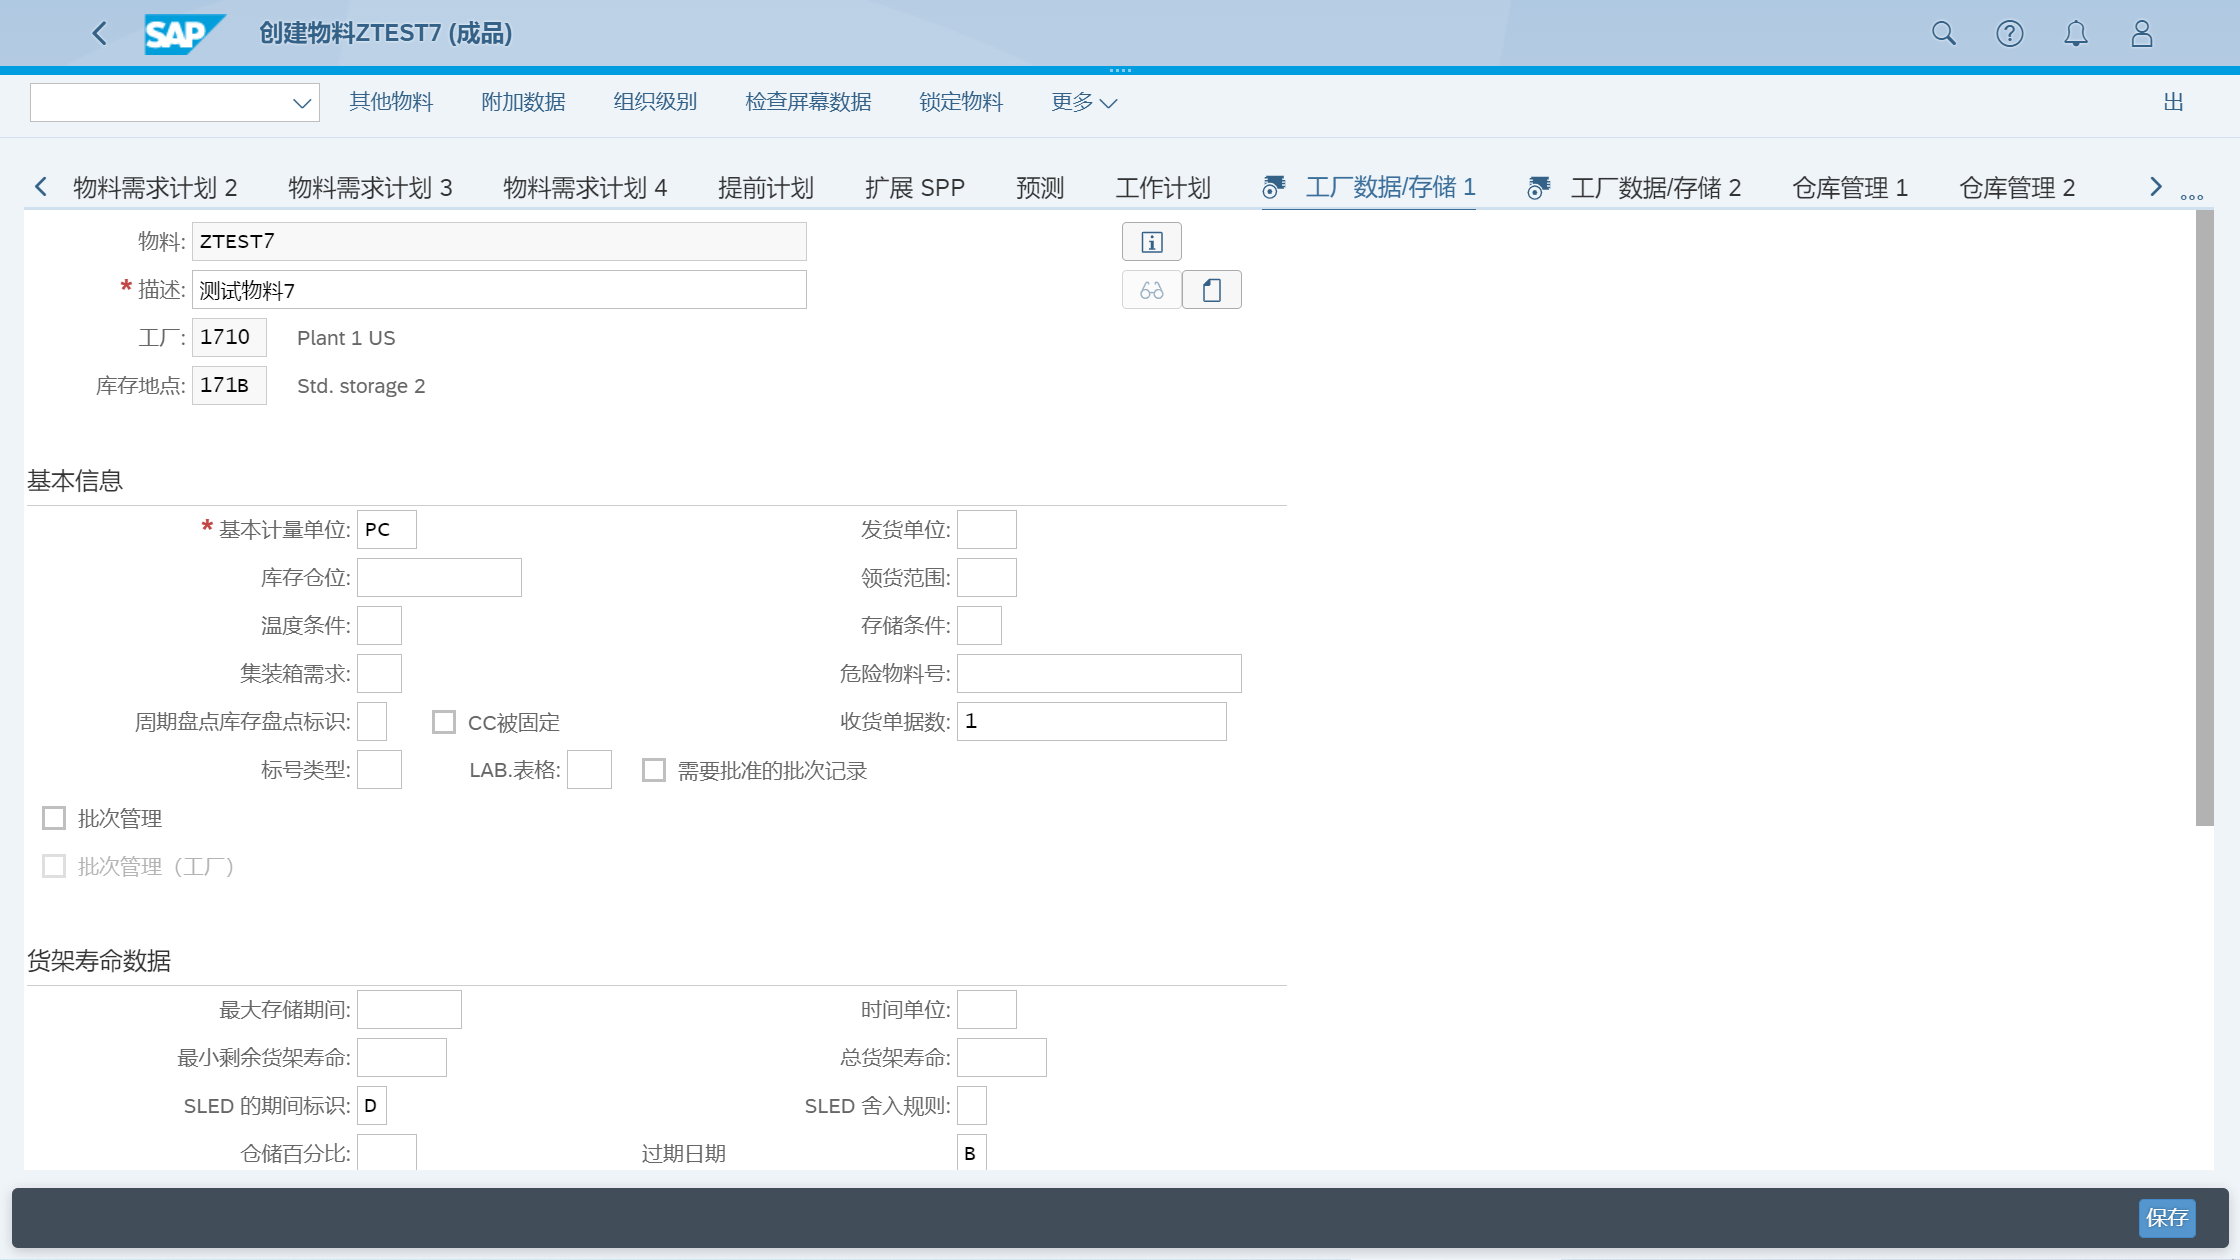 SAP 创建物料ZTEST7 (成品)
其他物料 附加数据 组织级别 检查屏幕数据 锁定物料 更多 出
物料需求计划 2 物料需求计划 3 物料需求计划 4 提前计划 扩展 SPP 预测 工作计划 工厂数据/存储 1 工厂数据/存储 2 仓库管理 1 仓库管理 2
物料: ZTEST7
* 描述: 测试物料7
工厂: 1710 Plant 1 US
库存地点: 171B Std. storage 2
基本信息
* 基本计量单位: PC 发货单位:
库存仓位: 领货范围:
温度条件: 存储条件:
集装箱需求: 危险物料号:
周期盘点库存盘点标识: CC被固定 收货单据数: 1
标号类型: LAB.表格: 需要批准的批次记录
批次管理
批次管理（工厂）
货架寿命数据
最大存储期间: 时间单位:
最小剩余货架寿命: 总货架寿命:
SLED 的期间标识: D SLED 舍入规则:
仓储百分比: 过期日期 B
保存